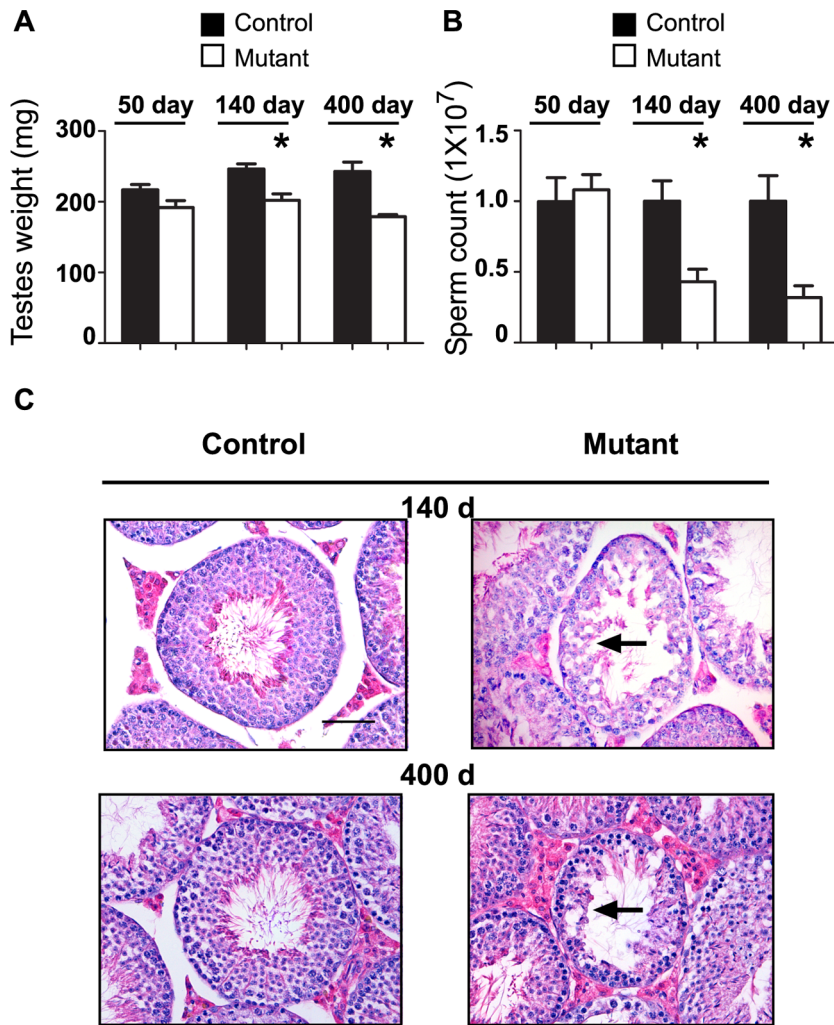 A
Control
Mutant
50 day 140 day 400 day
* *
Testes weight (mg)
300
200
100
0
B
Control
Mutant
50 day 140 day 400 day
* *
Sperm count (1X10⁷)
1.5
1.0
0.5
0
C
Control Mutant
140 d
400 d